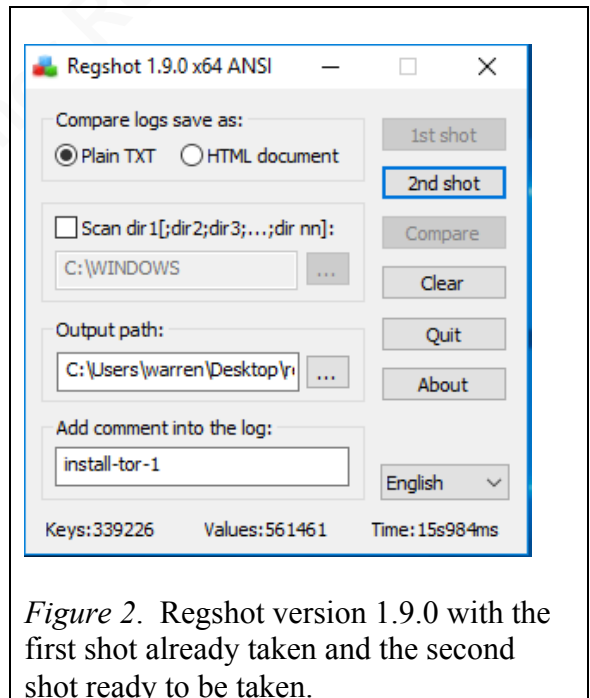 Regshot 1.9.0 x64 ANSI
Compare logs save as:
Plain TXT HTML document
1st shot
2nd shot
Scan dir1[;dir2;dir3;...;dir nn]:
C:\WINDOWS ...
Compare
Clear
Output path:
C:\Users\warren\Desktop\ ...
Quit
About
Add comment into the log:
install-tor-1
English
Keys:339226 Values:561461 Time:15s984ms
Figure 2. Regshot version 1.9.0 with the
first shot already taken and the second
shot ready to be taken.